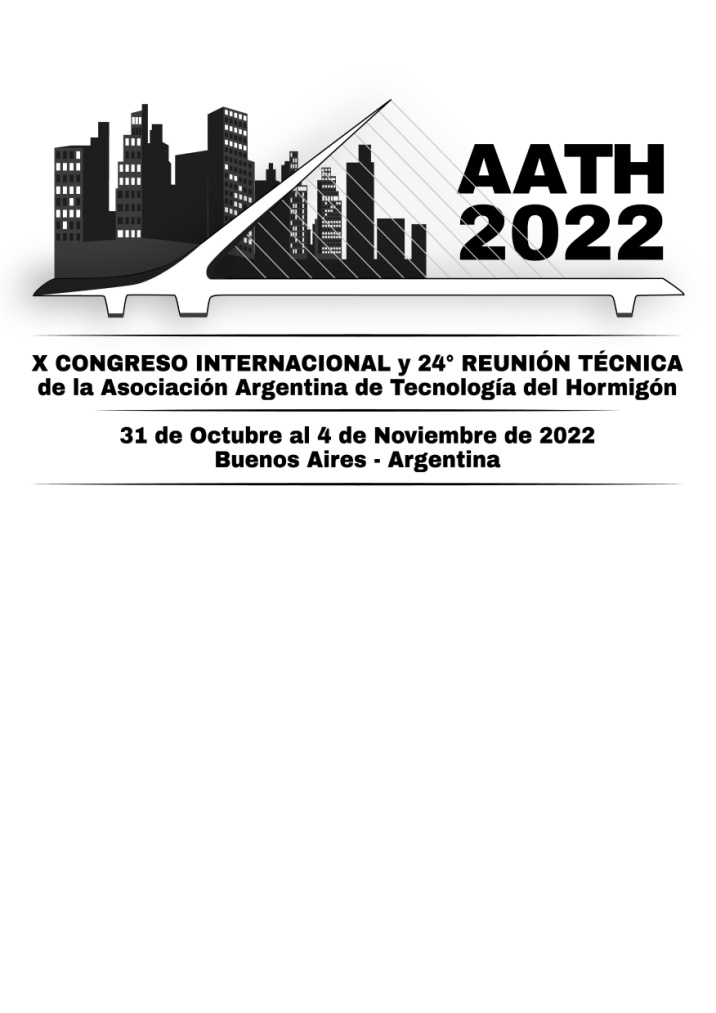 AATH
2022
X CONGRESO INTERNACIONAL y 24° REUNIÓN TÉCNICA
de la Asociación Argentina de Tecnología del Hormigón
31 de Octubre al 4 de Noviembre de 2022
Buenos Aires - Argentina